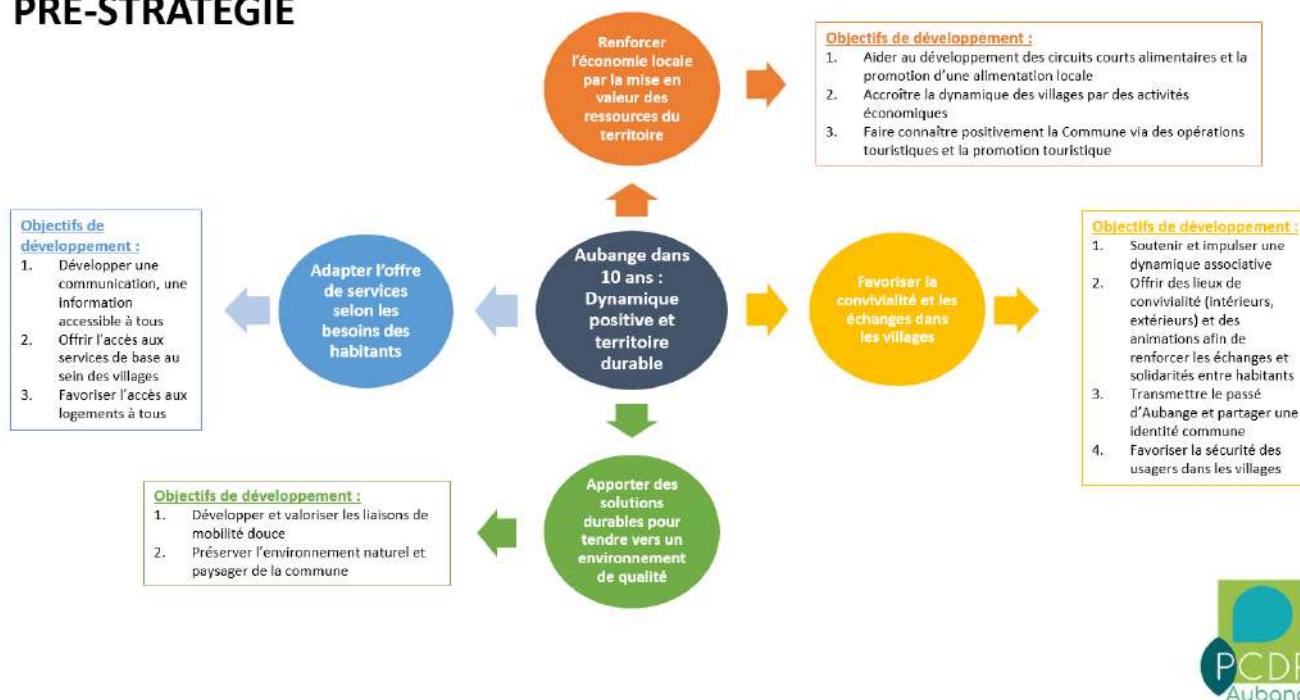 PRE-STRATEGIE
Renforcer
l'économie locale
par la mise en
valeur des
ressources du
territoire
Objectifs de développement :
1. Aider au développement des circuits courts alimentaires et la
promotion d'une alimentation locale
2. Accroître la dynamique des villages par des activités
économiques
3. Faire connaître positivement la Commune via des opérations
touristiques et la promotion touristique
Objectifs de
développement :
1. Développer une
communication, une
information
accessible à tous
2. Offrir l'accès aux
services de base au
sein des villages
3. Favoriser l'accès aux
logements à tous
Adapter l'offre
de services
selon les
besoins des
habitants
Aubange dans
10 ans :
Dynamique
positive et
territoire
durable
Favoriser la
convivialité et les
échanges dans
les villages
Objectifs de développement :
1. Soutenir et impulser une
dynamique associative
2. Offrir des lieux de
convivialité (intérieurs,
extérieurs) et des
animations afin de
renforcer les échanges et
solidarités entre habitants
3. Transmettre le passé
d'Aubange et partager une
identité commune
4. Favoriser la sécurité des
usagers dans les villages
Objectifs de développement :
1. Développer et valoriser les liaisons de
mobilité douce
2. Préserver l'environnement naturel et
paysager de la commune
Apporter des
solutions
durables pour
tendre vers un
environnement
de qualité
PCDR
Aubange